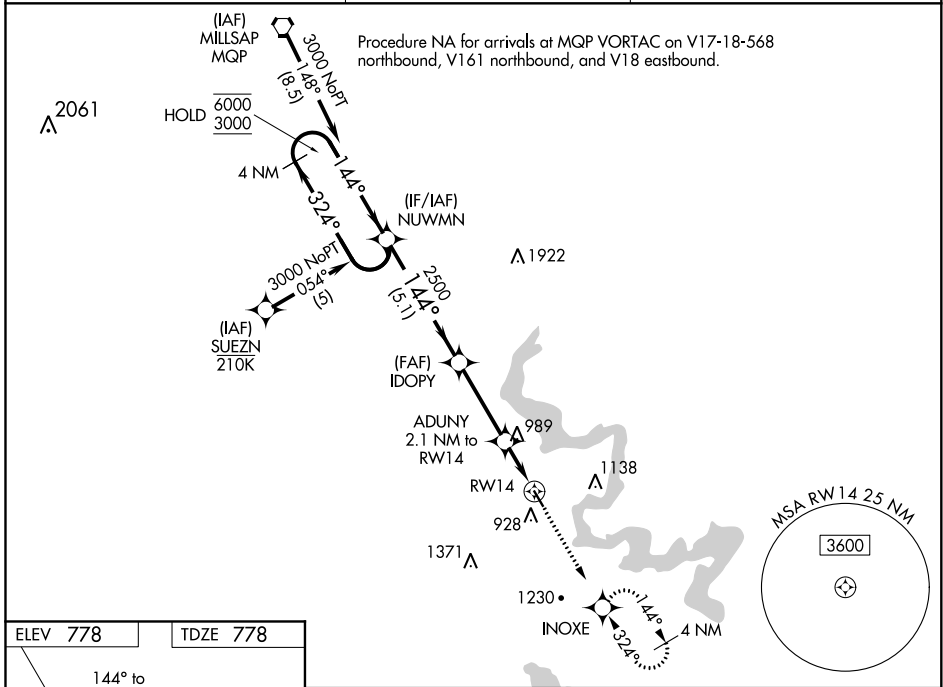 (IAF)
MILLSAP
MQP
3000 NoPT
148°
(8.5)
Procedure NA for arrivals at MQP VORTAC on V17-18-568
northbound, V161 northbound, and V18 eastbound.
2061
HOLD
6000
3000
4 NM
144°
324°
(IF/IAF)
NUWMN
1922
3000 NoPT
054°
(5)
2500
144°
(5.1)
(IAF)
SUEZN
210K
(FAF)
IDOPY
ADUNY
2.1 NM to
RW14
989
RW14
1138
928
MSA RW14 25 NM
3600
1371
1230
INOXE
144°
324°
4 NM
ELEV 778
TDZE 778
144° to